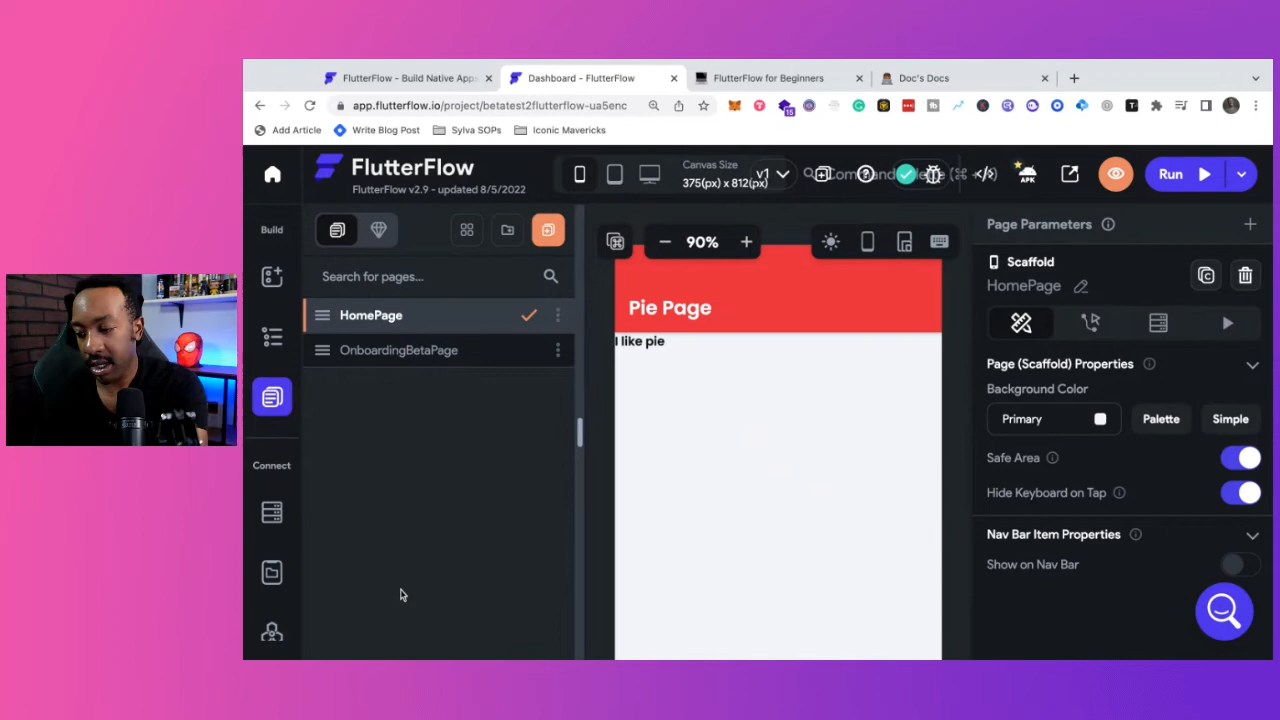 FlutterFlow - Build Native Apps
Dashboard - FlutterFlow
FlutterFlow for Beginners
Doc's Docs
app.flutterflow.io/project/betatest2flutterflow-ua5enc
15
Add Article
Write Blog Post
Sylva SOPs
Iconic Mavericks
FlutterFlow
FlutterFlow v2.9 - updated 8/5/2022
Canvas Size
375(px) x 812(px)
v1
APK
Run
Build
Search for pages...
HomePage
OnboardingBetaPage
Connect
90%
Pie Page
I like pie
Page Parameters
Scaffold
HomePage
Page (Scaffold) Properties
Background Color
Primary
Palette
Simple
Safe Area
Hide Keyboard on Tap
Nav Bar Item Properties
Show on Nav Bar